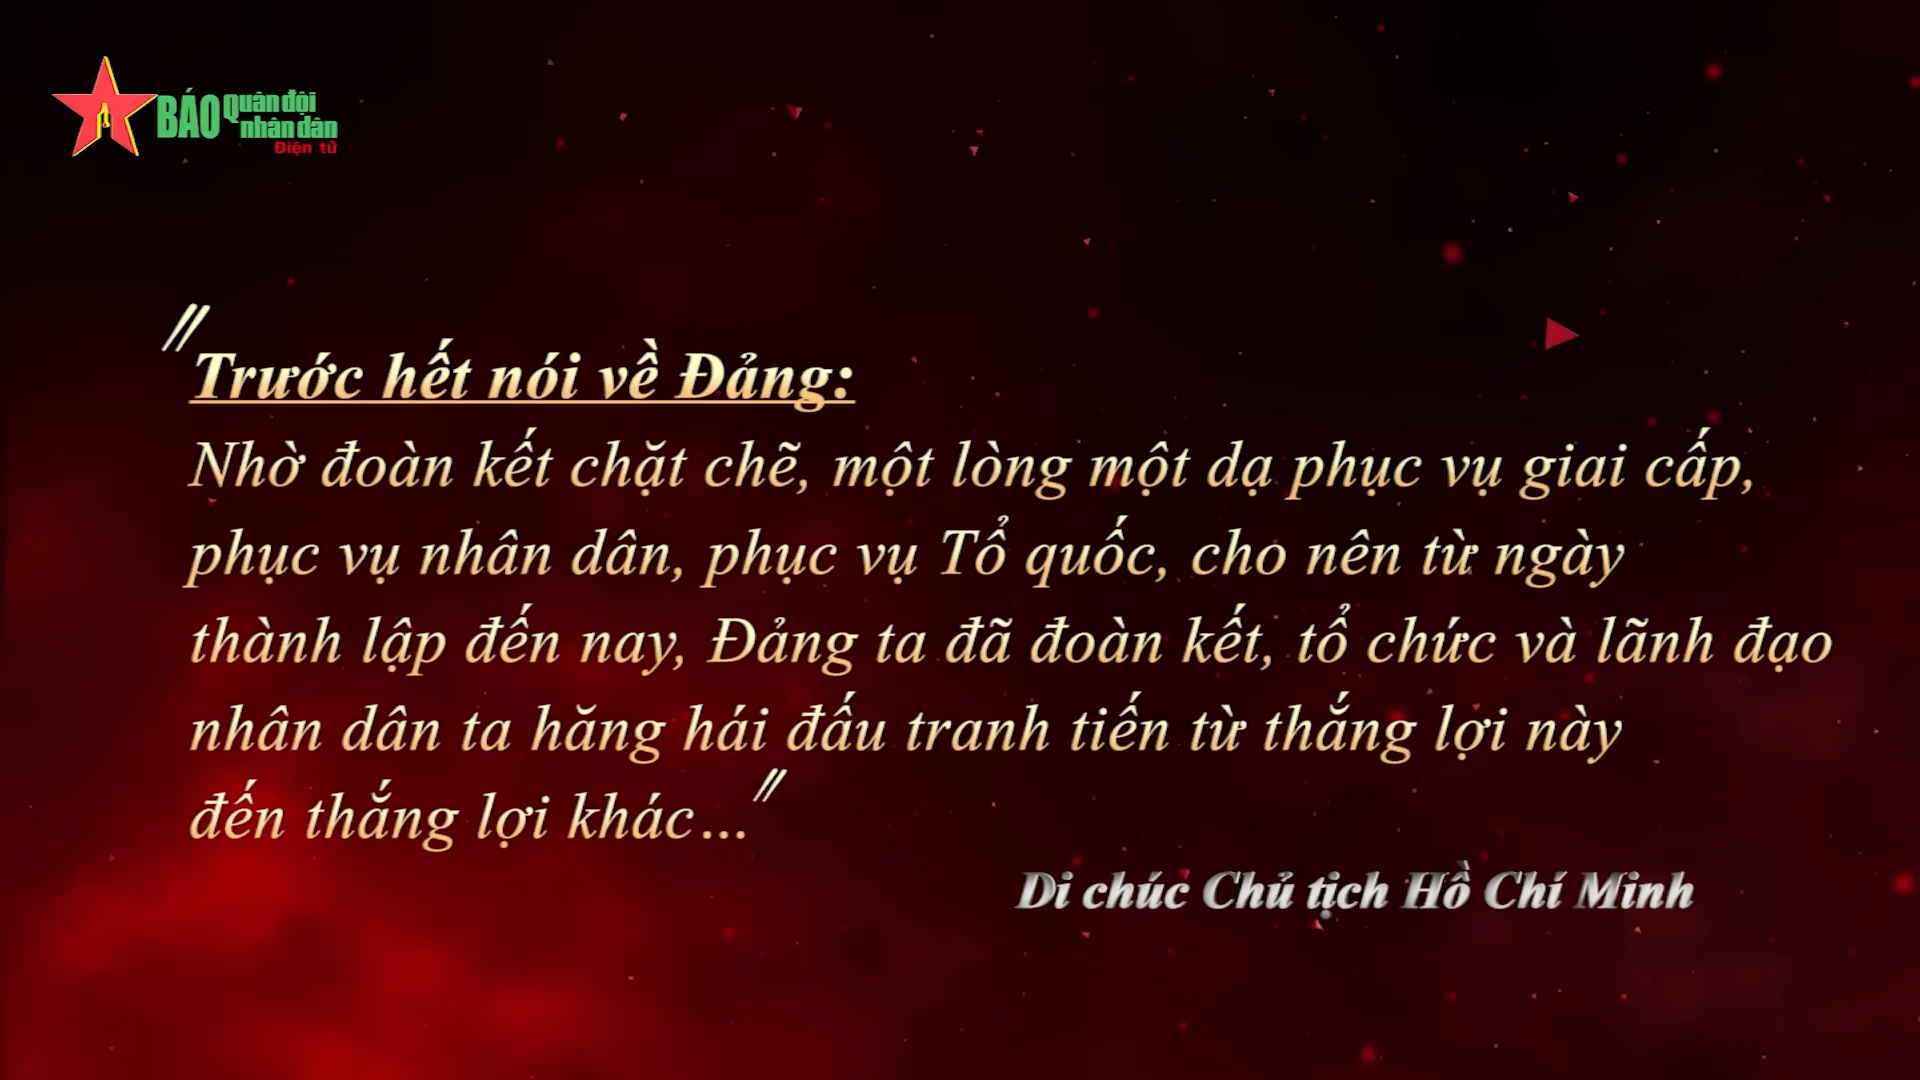 BÁO Quân đội
nhân dân
Điện tử
"Trước hết nói về Đảng:
Nhờ đoàn kết chặt chẽ, một lòng một dạ phục vụ giai cấp,
phục vụ nhân dân, phục vụ Tổ quốc, cho nên từ ngày
thành lập đến nay, Đảng ta đã đoàn kết, tổ chức và lãnh đạo
nhân dân ta hăng hái đấu tranh tiến từ thắng lợi này
đến thắng lợi khác..."
Di chúc Chủ tịch Hồ Chí Minh